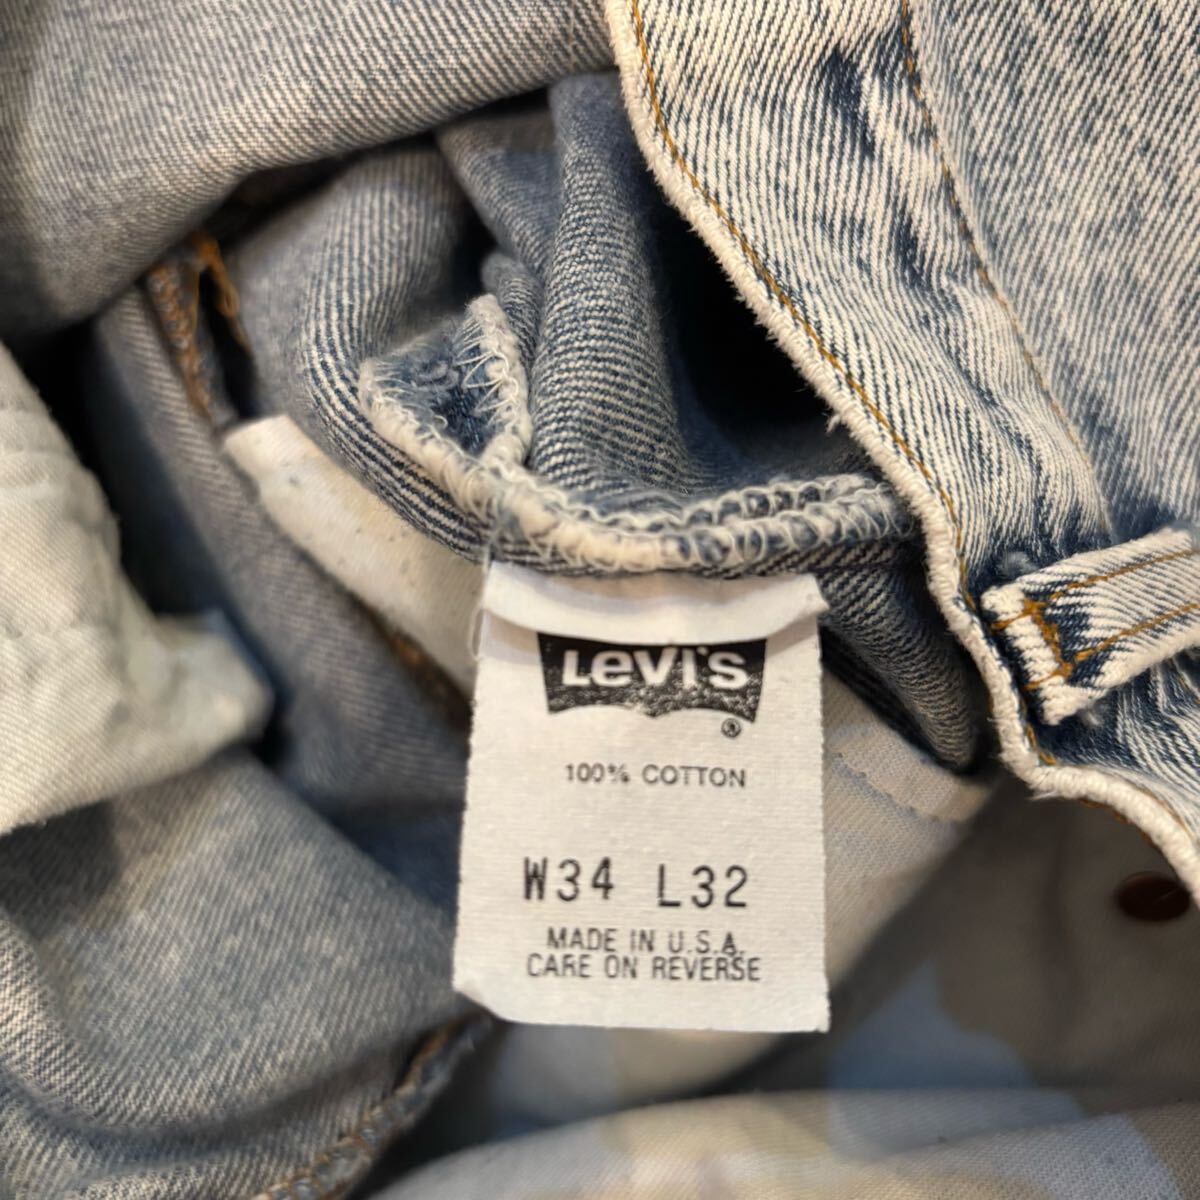 Levi's
®
100% COTTON
W34 L32
MADE IN U.S.A.
CARE ON REVERSE